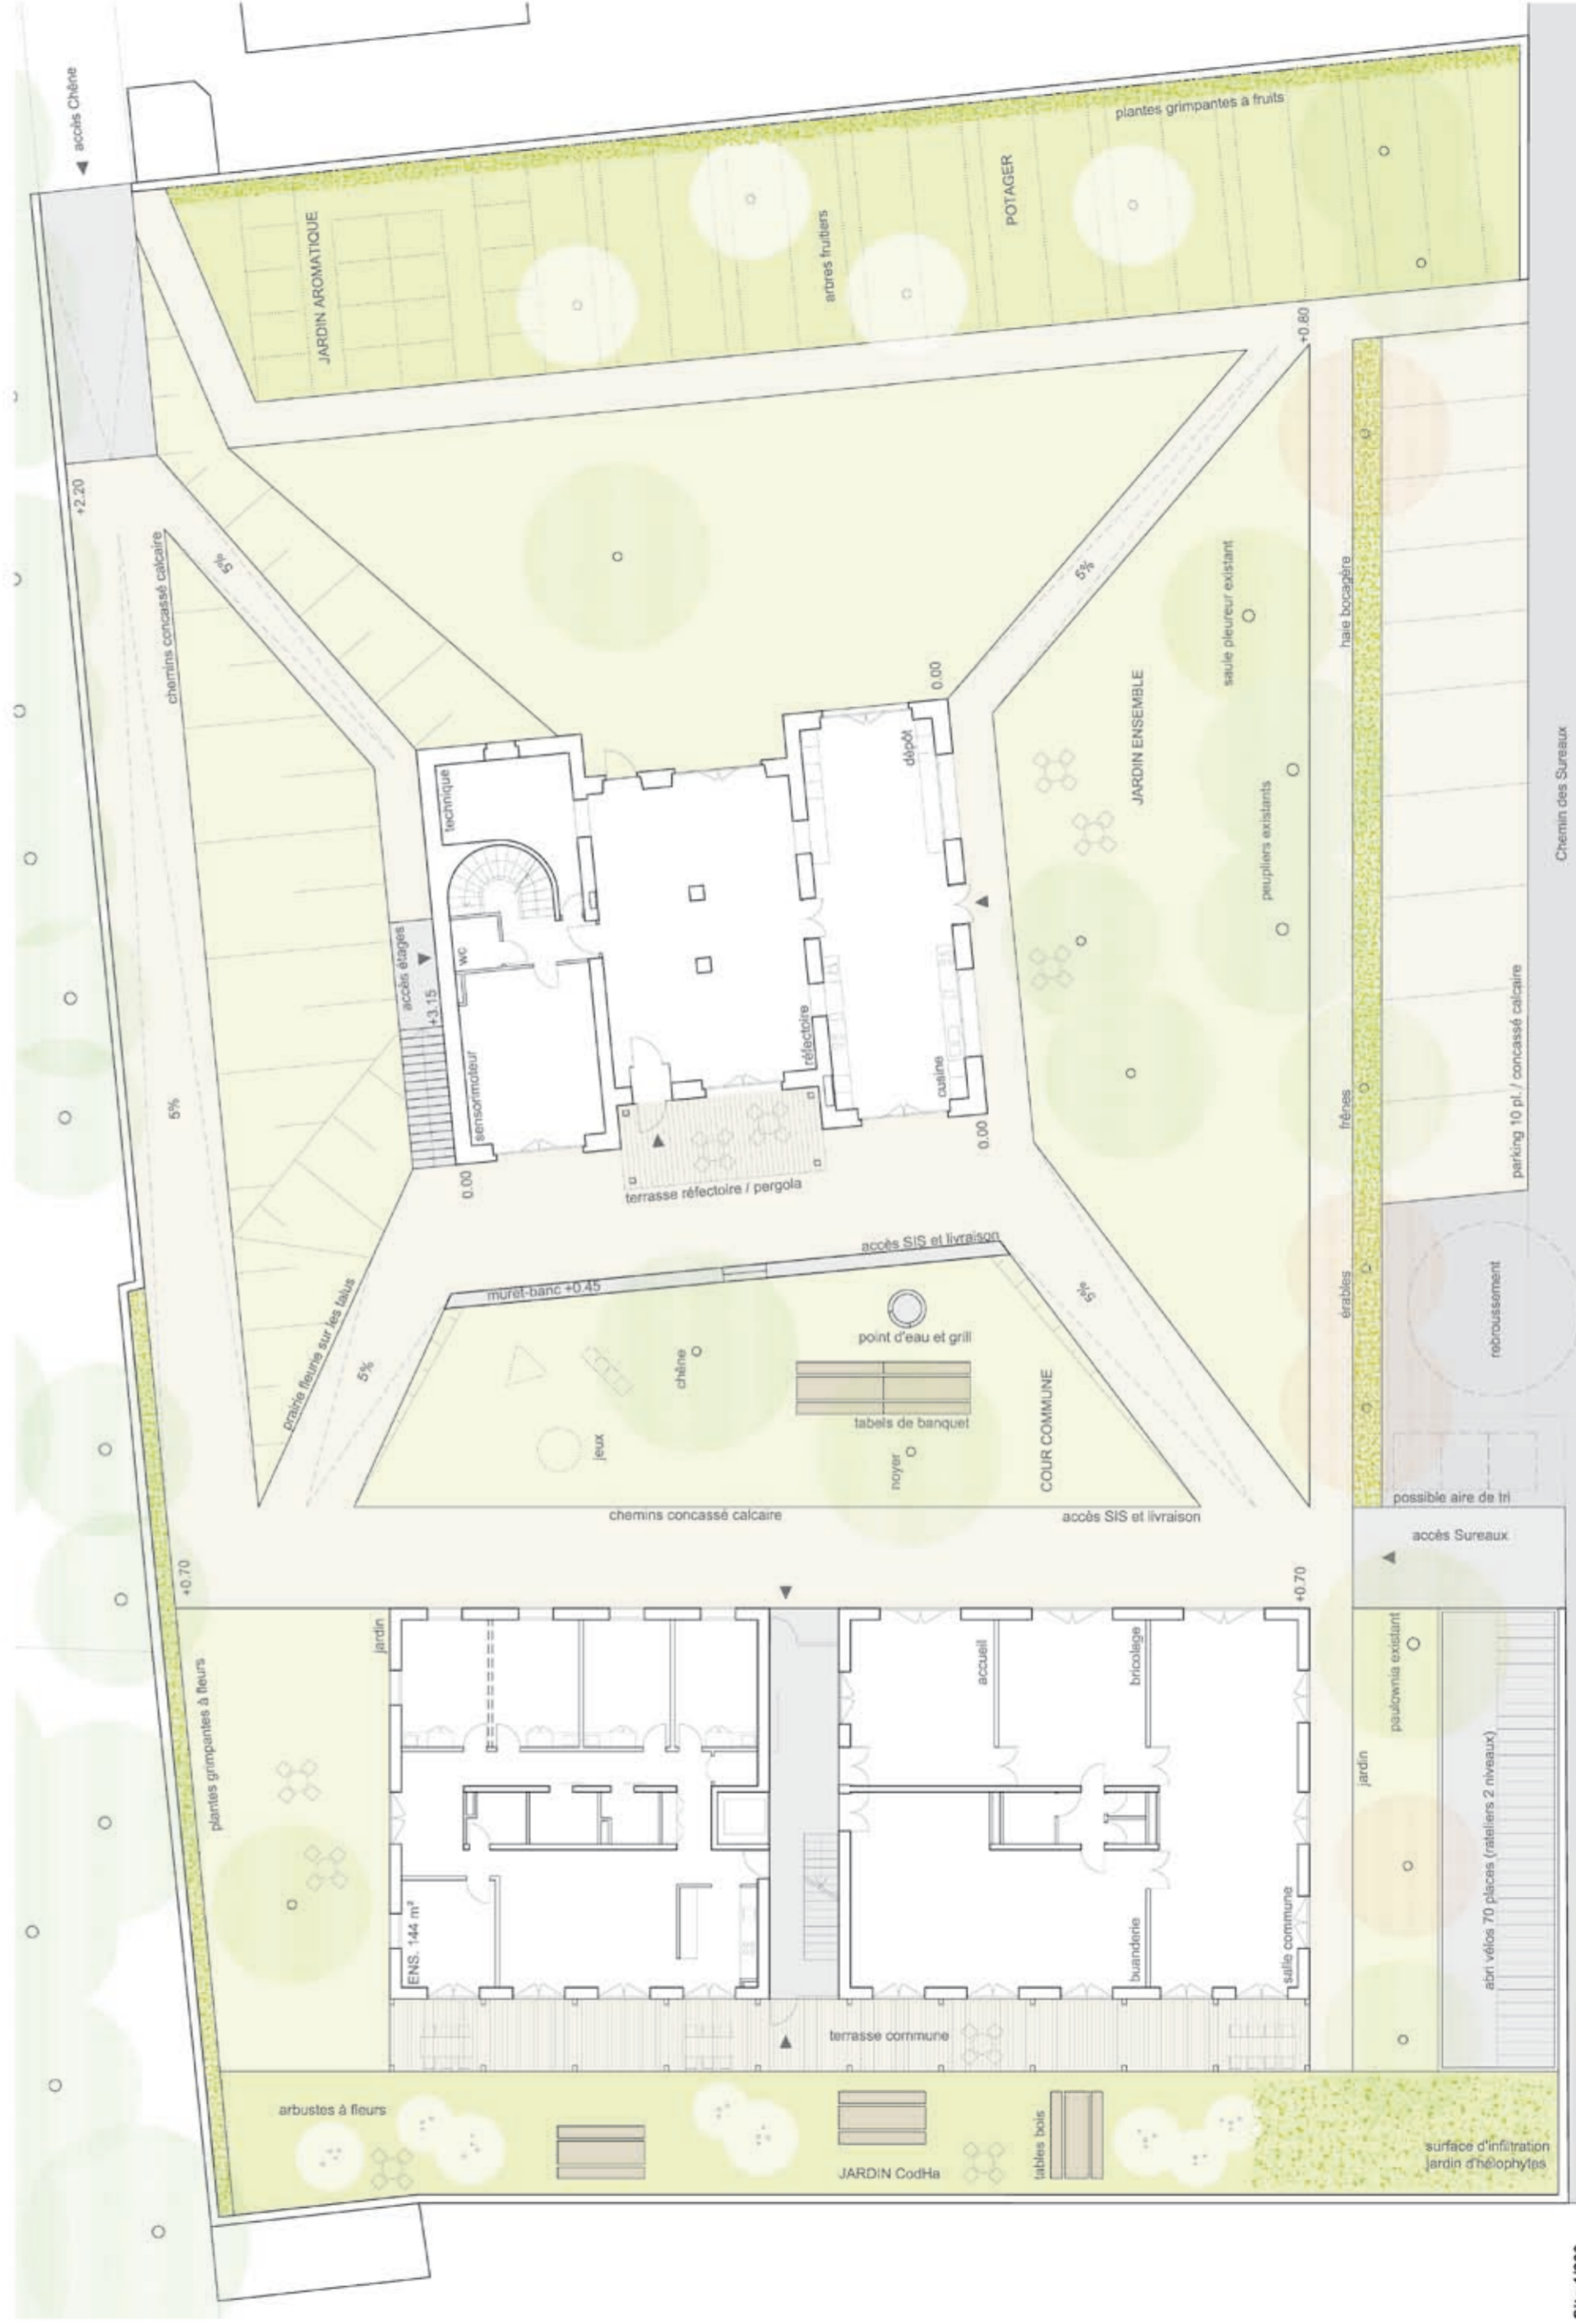 accès Chêne
+2.20
chemins concassé calcaire
5%
5%
JARDIN AROMATIQUE
arbres fruitiers
POTAGER
plantes grimpantes à fruits
+0.80
technique
accès étages
+3.15
wc
sensorimoteur
réfectoire
cusine
dépôt
0.00
0.00
0.00
terrasse réfectoire / pergola
5%
JARDIN ENSEMBLE
saule pleureur existant
peupliers existants
haie bocagère
frênes
érables
parking 10 pl. / concassé calcaire
Chemin des Sureaux
rebroussement
possible aire de tri
accès Sureaux
prairie fleurie sur les talus
5%
muret-banc +0.45
accès SIS et livraison
5%
jeux
chêne
point d'eau et grill
tabels de banquet
noyer
COUR COMMUNE
chemins concassé calcaire
accès SIS et livraison
+0.70
+0.70
plantes grimpantes à fleurs
jardin
ENS. 144 m²
accueil
bricolage
buanderie
salle commune
jardin
paulownia existant
abri vélos 70 places (rateliers 2 niveaux)
terrasse commune
arbustes à fleurs
JARDIN CodHa
tables bois
surface d'infiltration
jardin d'hélophytes